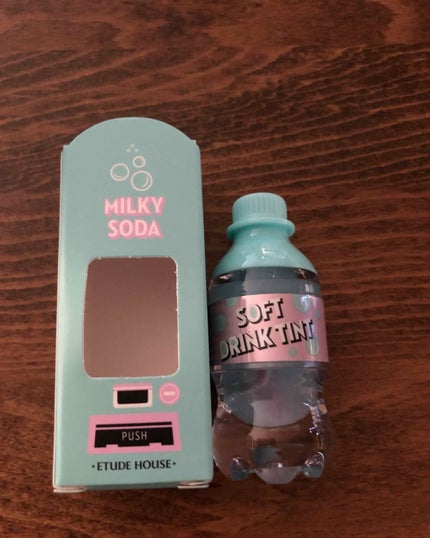 MILKY
SODA
PUSH
•ETUDE HOUSE•
SOFT
DRINK TINT